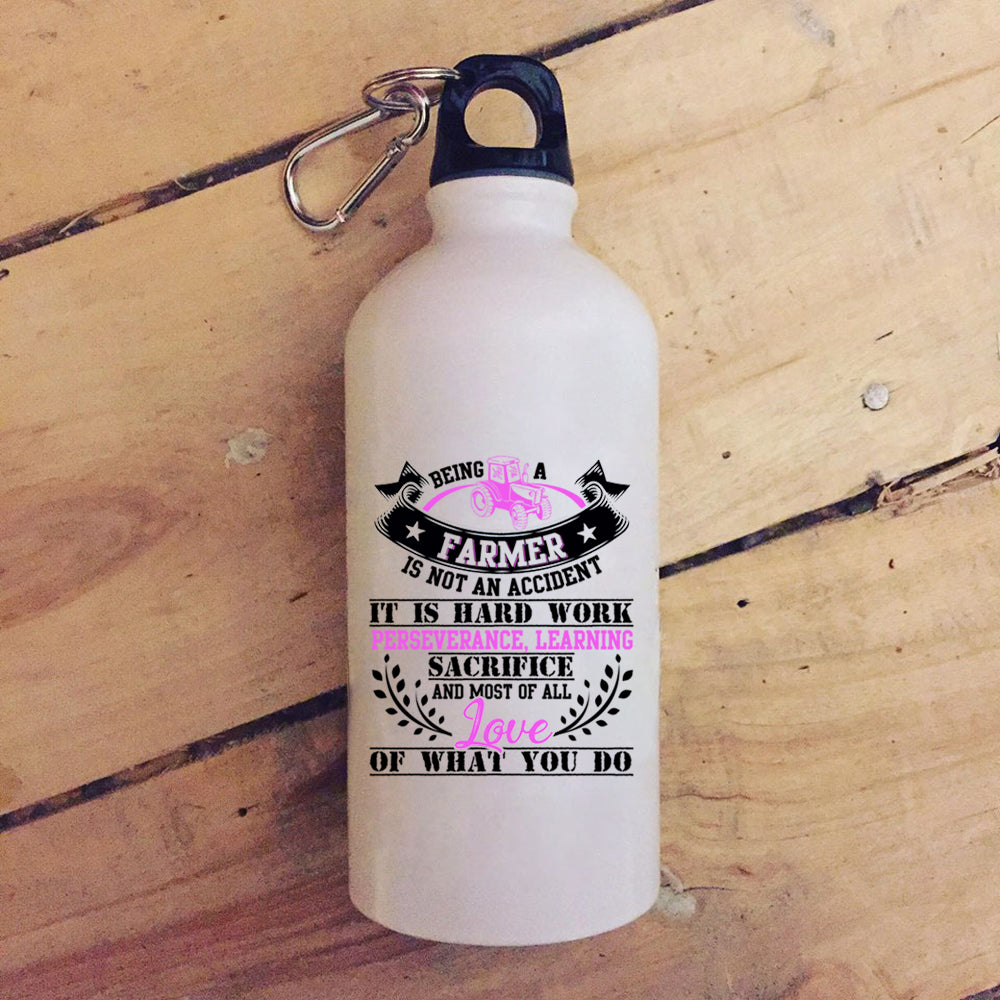 BEING A
FARMER
IS NOT AN ACCIDENT
IT IS HARD WORK
PERSEVERANCE, LEARNING
SACRIFICE
AND MOST OF ALL
Love
OF WHAT YOU DO